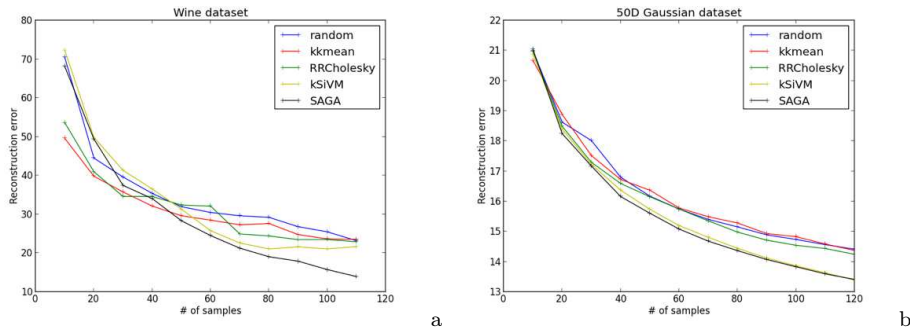 Wine dataset
80
70
60
50
40
30
20
10
Reconstruction error
0
20
40
60
80
100
120
# of samples
random
kkmean
RRCholesky
kSiVM
SAGA
a
50D Gaussian dataset
22
21
20
19
18
17
16
15
14
13
Reconstruction error
0
20
40
60
80
100
120
# of samples
random
kkmean
RRCholesky
kSiVM
SAGA
b